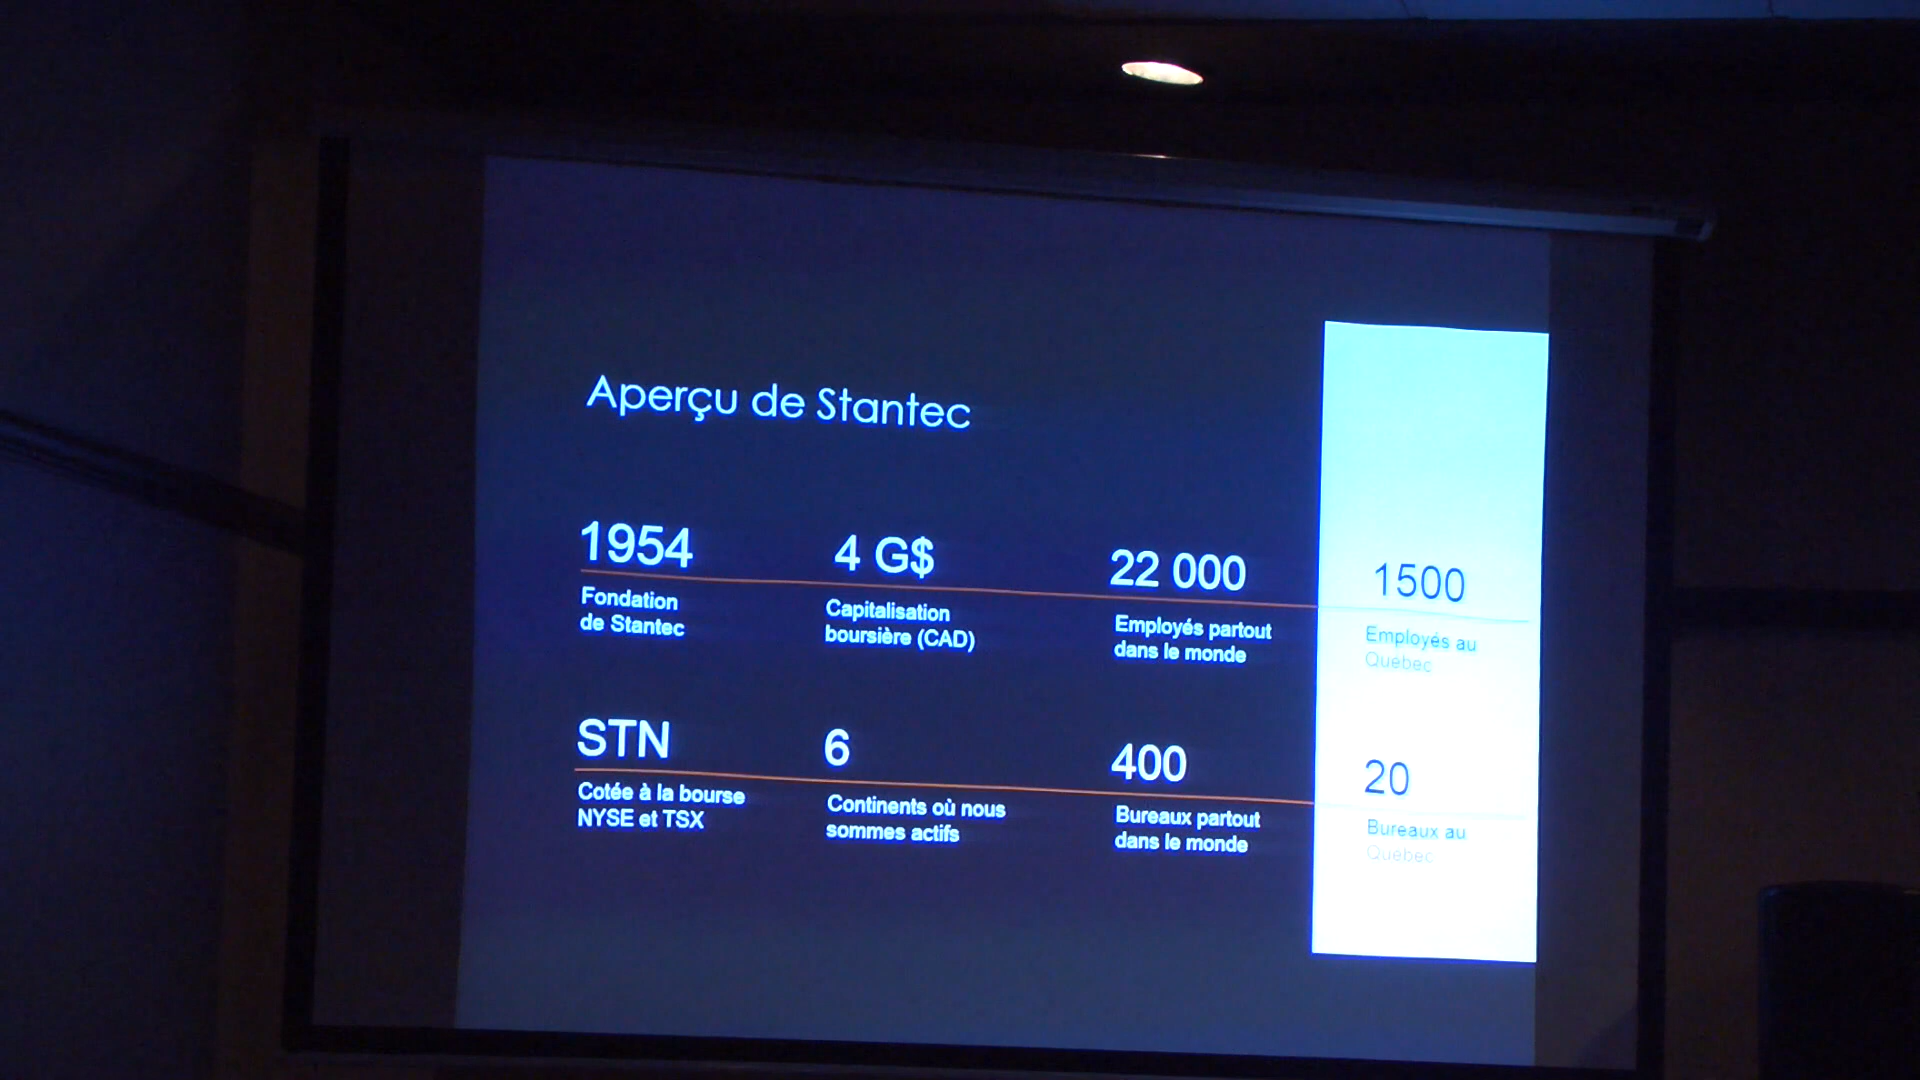 Aperçu de Stantec
1954
Fondation
de Stantec
4 G$
Capitalisation
boursière (CAD)
22 000
Employés partout
dans le monde
1500
Employés au
Québec
STN
Cotée à la bourse
NYSE et TSX
6
Continents où nous
sommes actifs
400
Bureaux partout
dans le monde
20
Bureaux au
Québec